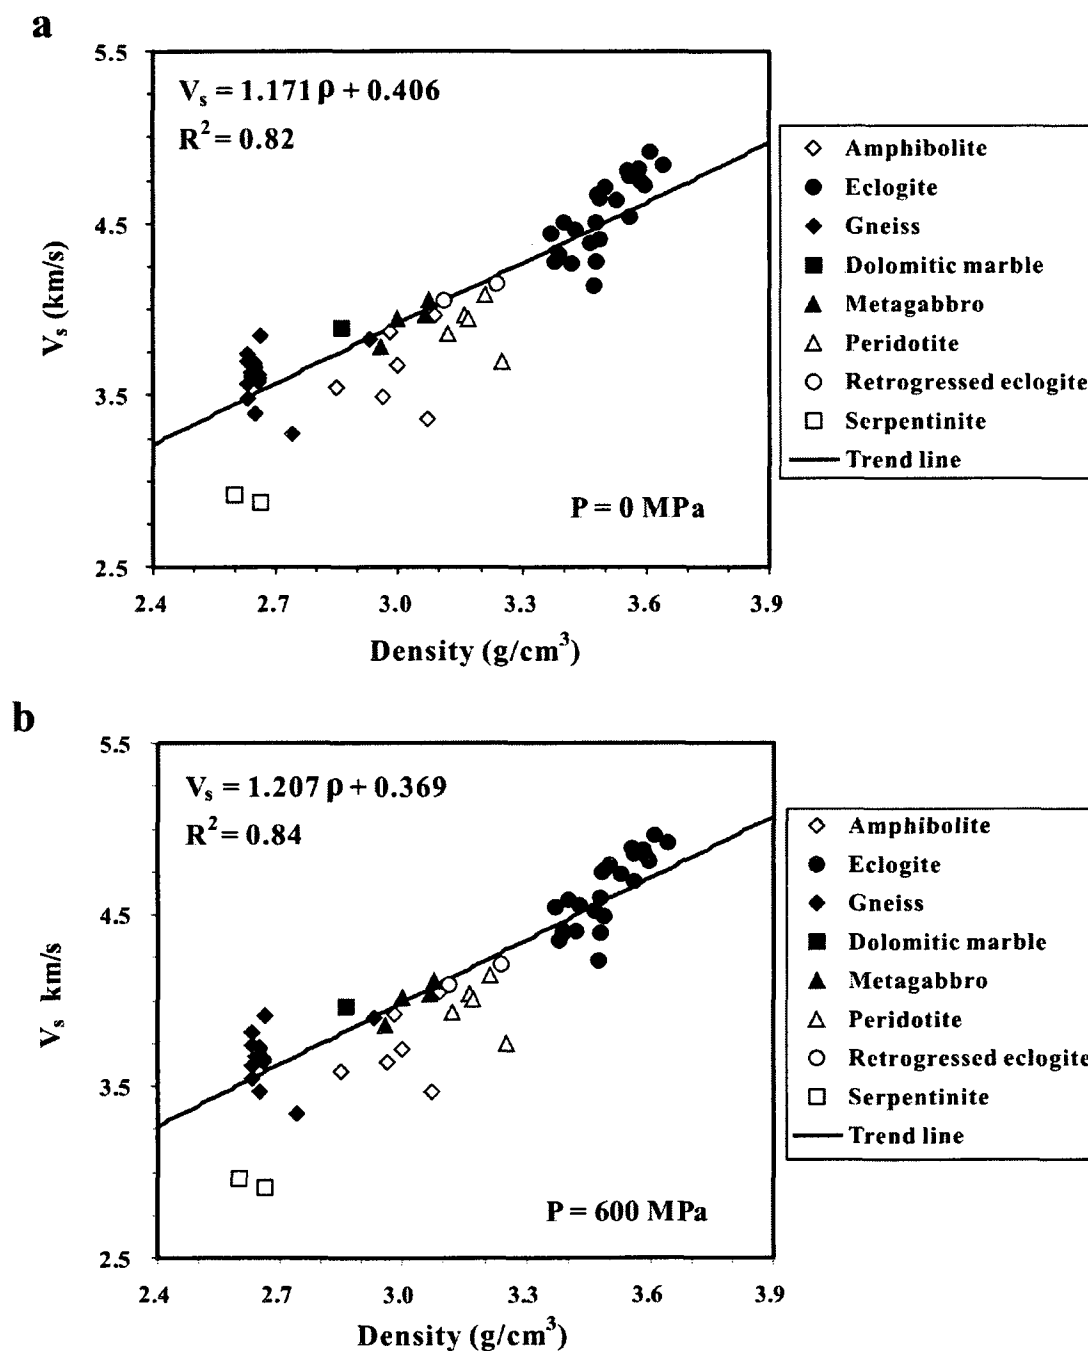 a
5.5
4.5
3.5
2.5
V_s (km/s)
V_s = 1.171 ρ + 0.406
R² = 0.82
P = 0 MPa
2.4 2.7 3.0 3.3 3.6 3.9
Density (g/cm³)
Amphibolite
Eclogite
Gneiss
Dolomitic marble
Metagabbro
Peridotite
Retrogressed eclogite
Serpentinite
Trend line
b
5.5
4.5
3.5
2.5
V_s km/s
V_s = 1.207 ρ + 0.369
R² = 0.84
P = 600 MPa
2.4 2.7 3.0 3.3 3.6 3.9
Density (g/cm³)
Amphibolite
Eclogite
Gneiss
Dolomitic marble
Metagabbro
Peridotite
Retrogressed eclogite
Serpentinite
Trend line